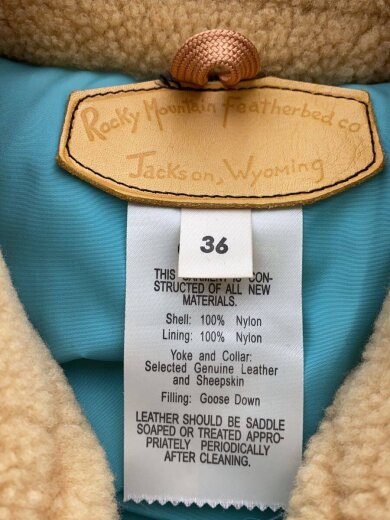 Rocky Mountain Featherbed co
Jackson, Wyoming
36
THIS GARMENT IS CON-
STRUCTED OF ALL NEW
MATERIALS.
Shell: 100% Nylon
Lining: 100% Nylon
Yoke and Collar:
Selected Genuine Leather
and Sheepskin
Filling: Goose Down
LEATHER SHOULD BE SADDLE
SOAPED OR TREATED APPRO-
PRIATELY PERIODICALLY
AFTER CLEANING.